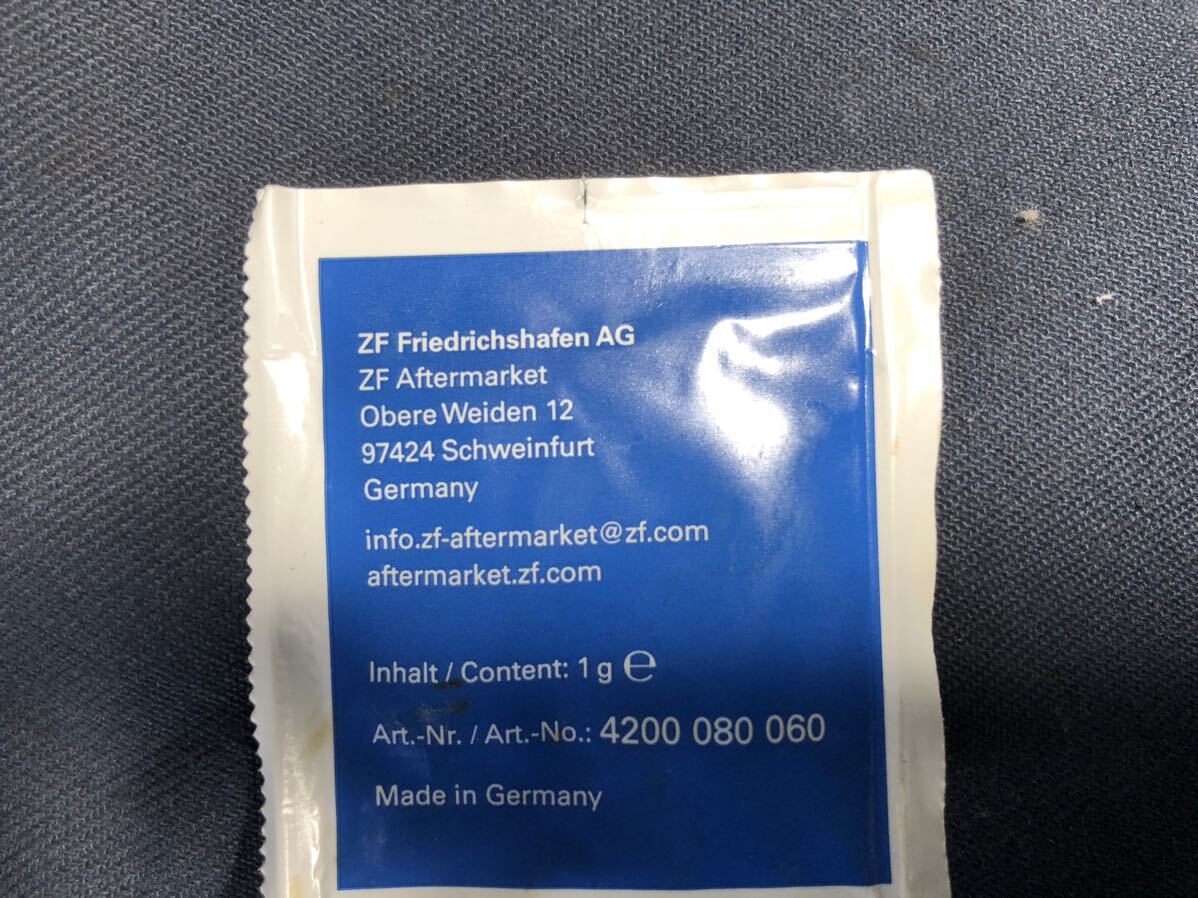 ZF Friedrichshafen AG
ZF Aftermarket
Obere Weiden 12
97424 Schweinfurt
Germany
info.zf-aftermarket@zf.com
aftermarket.zf.com
Inhalt / Content: 1 g ℮
Art.-Nr. / Art.-No.: 4200 080 060
Made in Germany